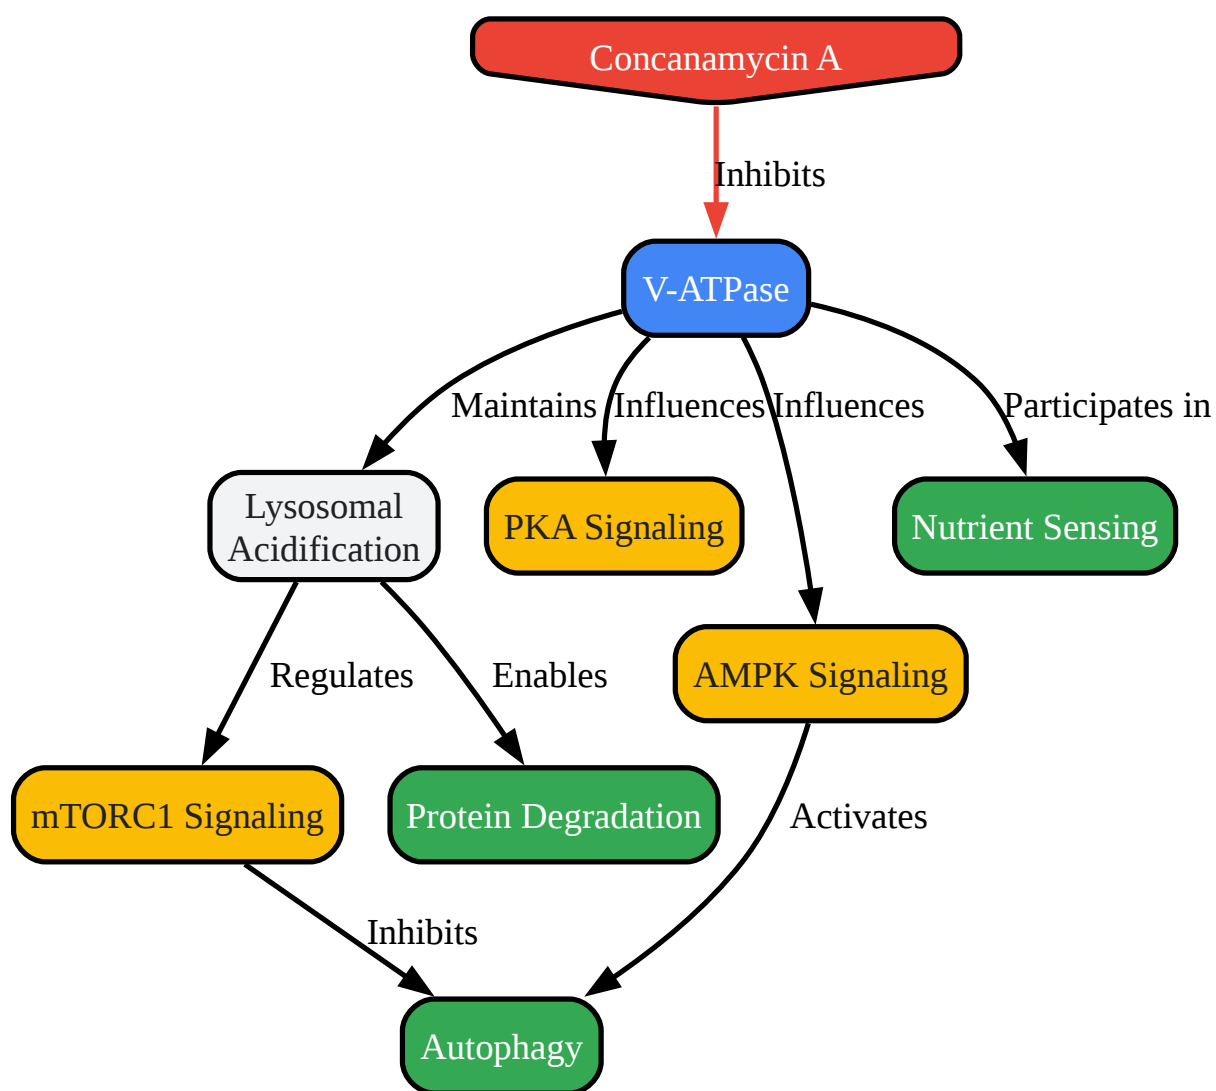 Concanamycin A
Inhibits
V-ATPase
Maintains
Influences
Influences
Participates in
Lysosomal
Acidification
PKA Signaling
Nutrient Sensing
Regulates
Enables
AMPK Signaling
mTORC1 Signaling
Protein Degradation
Activates
Inhibits
Autophagy